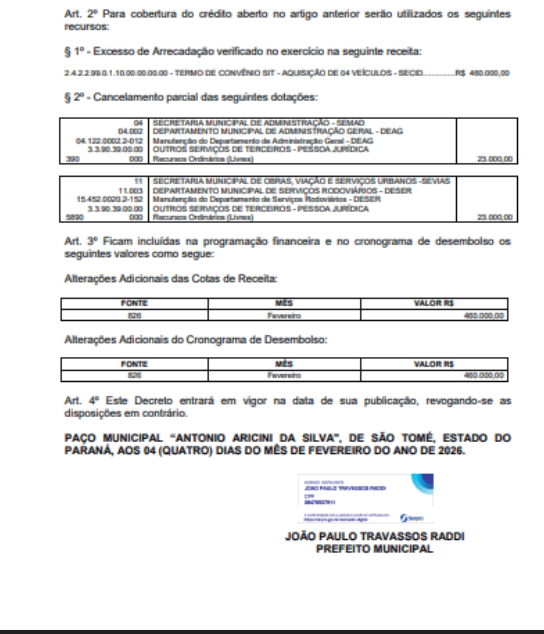 Art. 2º Para cobertura do crédito aberto no artigo anterior serão utilizados os seguintes
recursos:
§ 1º - Excesso de Arrecadação verificado no exercício na seguinte receita:
2.4.2.2.99.0.1.10.00.00.00.00 - TERMO DE CONVÊNIO SIT - AQUISIÇÃO DE 04 VEÍCULOS - SECID..............R$ 460.000,00
§ 2º - Cancelamento parcial das seguintes dotações:
04 SECRETARIA MUNICIPAL DE ADMINISTRAÇÃO - SEMAD
04.002 DEPARTAMENTO MUNICIPAL DE ADMINISTRAÇÃO GERAL - DEAG
04.122.0002.2-012 Manutenção do Departamento de Administração Geral - DEAG
3.3.90.39.00.00 OUTROS SERVIÇOS DE TERCEIROS - PESSOA JURÍDICA
390 000 Recursos Ordinários (Livres) 23.000,00
11 SECRETARIA MUNICIPAL DE OBRAS, VIAÇÃO E SERVIÇOS URBANOS -SEVIAS
11.003 DEPARTAMENTO MUNICIPAL DE SERVIÇOS RODOVIÁRIOS - DESER
15.452.0020.2-152 Manutenção do Departamento de Serviços Rodoviários - DESER
3.3.90.39.00.00 OUTROS SERVIÇOS DE TERCEIROS - PESSOA JURÍDICA
5890 000 Recursos Ordinários (Livres) 23.000,00
Art. 3º Ficam incluídas na programação financeira e no cronograma de desembolso os
seguintes valores como segue:
Alterações Adicionais das Cotas de Receita:
FONTE MÊS VALOR R$
826 Fevereiro 460.000,00
Alterações Adicionais do Cronograma de Desembolso:
FONTE MÊS VALOR R$
826 Fevereiro 460.000,00
Art. 4º Este Decreto entrará em vigor na data de sua publicação, revogando-se as
disposições em contrário.
PAÇO MUNICIPAL “ANTONIO ARICINI DA SILVA”, DE SÃO TOMÉ, ESTADO DO
PARANÁ, AOS 04 (QUATRO) DIAS DO MÊS DE FEVEREIRO DO ANO DE 2026.
JOAO PAULO TRAVASSOS RADDI
CPF
Serpro
JOÃO PAULO TRAVASSOS RADDI
PREFEITO MUNICIPAL